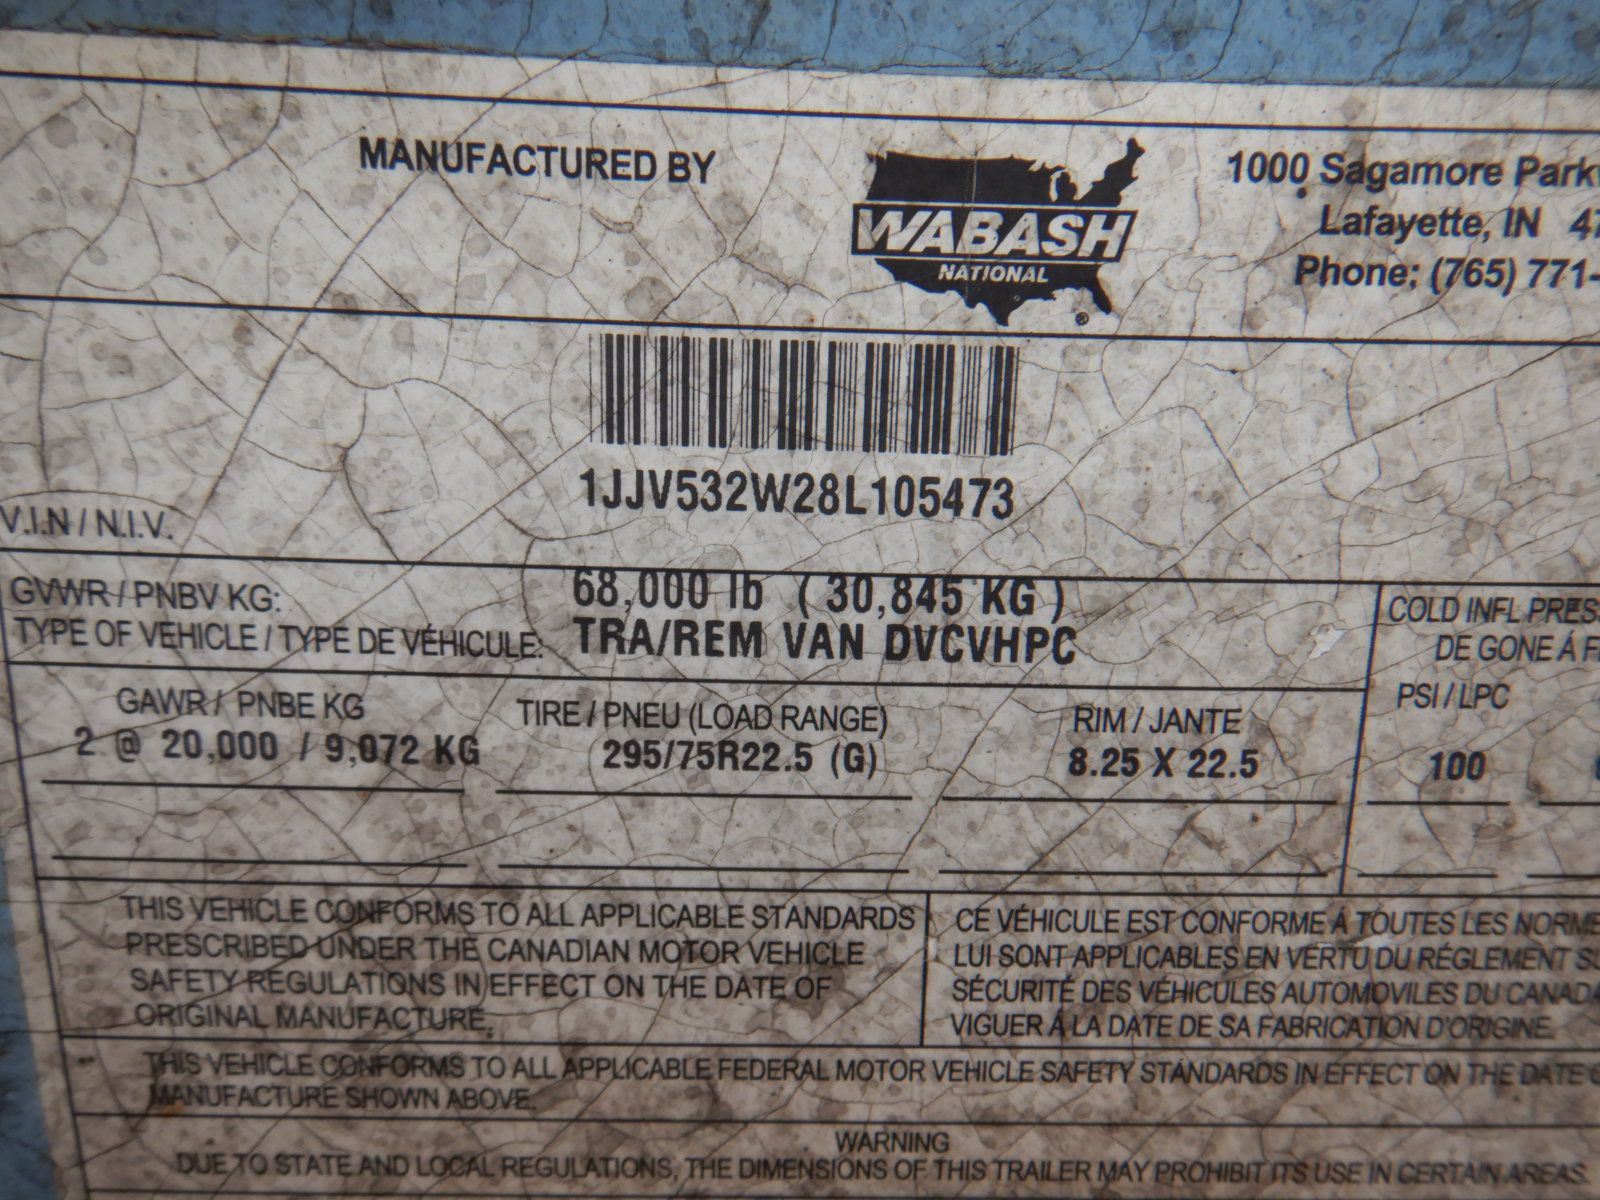 MANUFACTURED BY
WABASH
NATIONAL
®
1000 Sagamore
Lafayette, IN
Phone: (765) 771-
1JJV532W28L105473
V.I.N / N.I.V.
GVWR / PNBV KG:
68,000 lb ( 30,845 KG )
TYPE OF VEHICLE / TYPE DE VÉHICULE:
TRA/REM VAN DVCVHPC
COLD INFL
DE GONE Á
PSI / LPC
100
GAWR / PNBE KG
2 @ 20,000 / 9,072 KG
TIRE / PNEU (LOAD RANGE)
295/75R22.5 (G)
RIM / JANTE
8.25 X 22.5
THIS VEHICLE CONFORMS TO ALL APPLICABLE STANDARDS
PRESCRIBED UNDER THE CANADIAN MOTOR VEHICLE
SAFETY REGULATIONS IN EFFECT ON THE DATE OF
ORIGINAL MANUFACTURE.
CE VÉHICULE EST CONFORME Á TOUTES LES
LUI SONT APPLICABLES EN VERTU DU RÉGLEMENT
SÉCURITÉ DES VÉHICULES AUTOMOVILES DU CANADA
VIGUER Á LA DATE DE SA FABRICATION D'ORIGINE.
THIS VEHICLE CONFORMS TO ALL APPLICABLE FEDERAL MOTOR VEHICLE SAFETY STANDARDS IN EFFECT ON THE DATE
MANUFACTURE SHOWN ABOVE.
WARNING
DUE TO STATE AND LOCAL REGULATIONS, THE DIMENSIONS OF THIS TRAILER MAY PROHIBIT ITS USE IN CERTAIN AREAS.